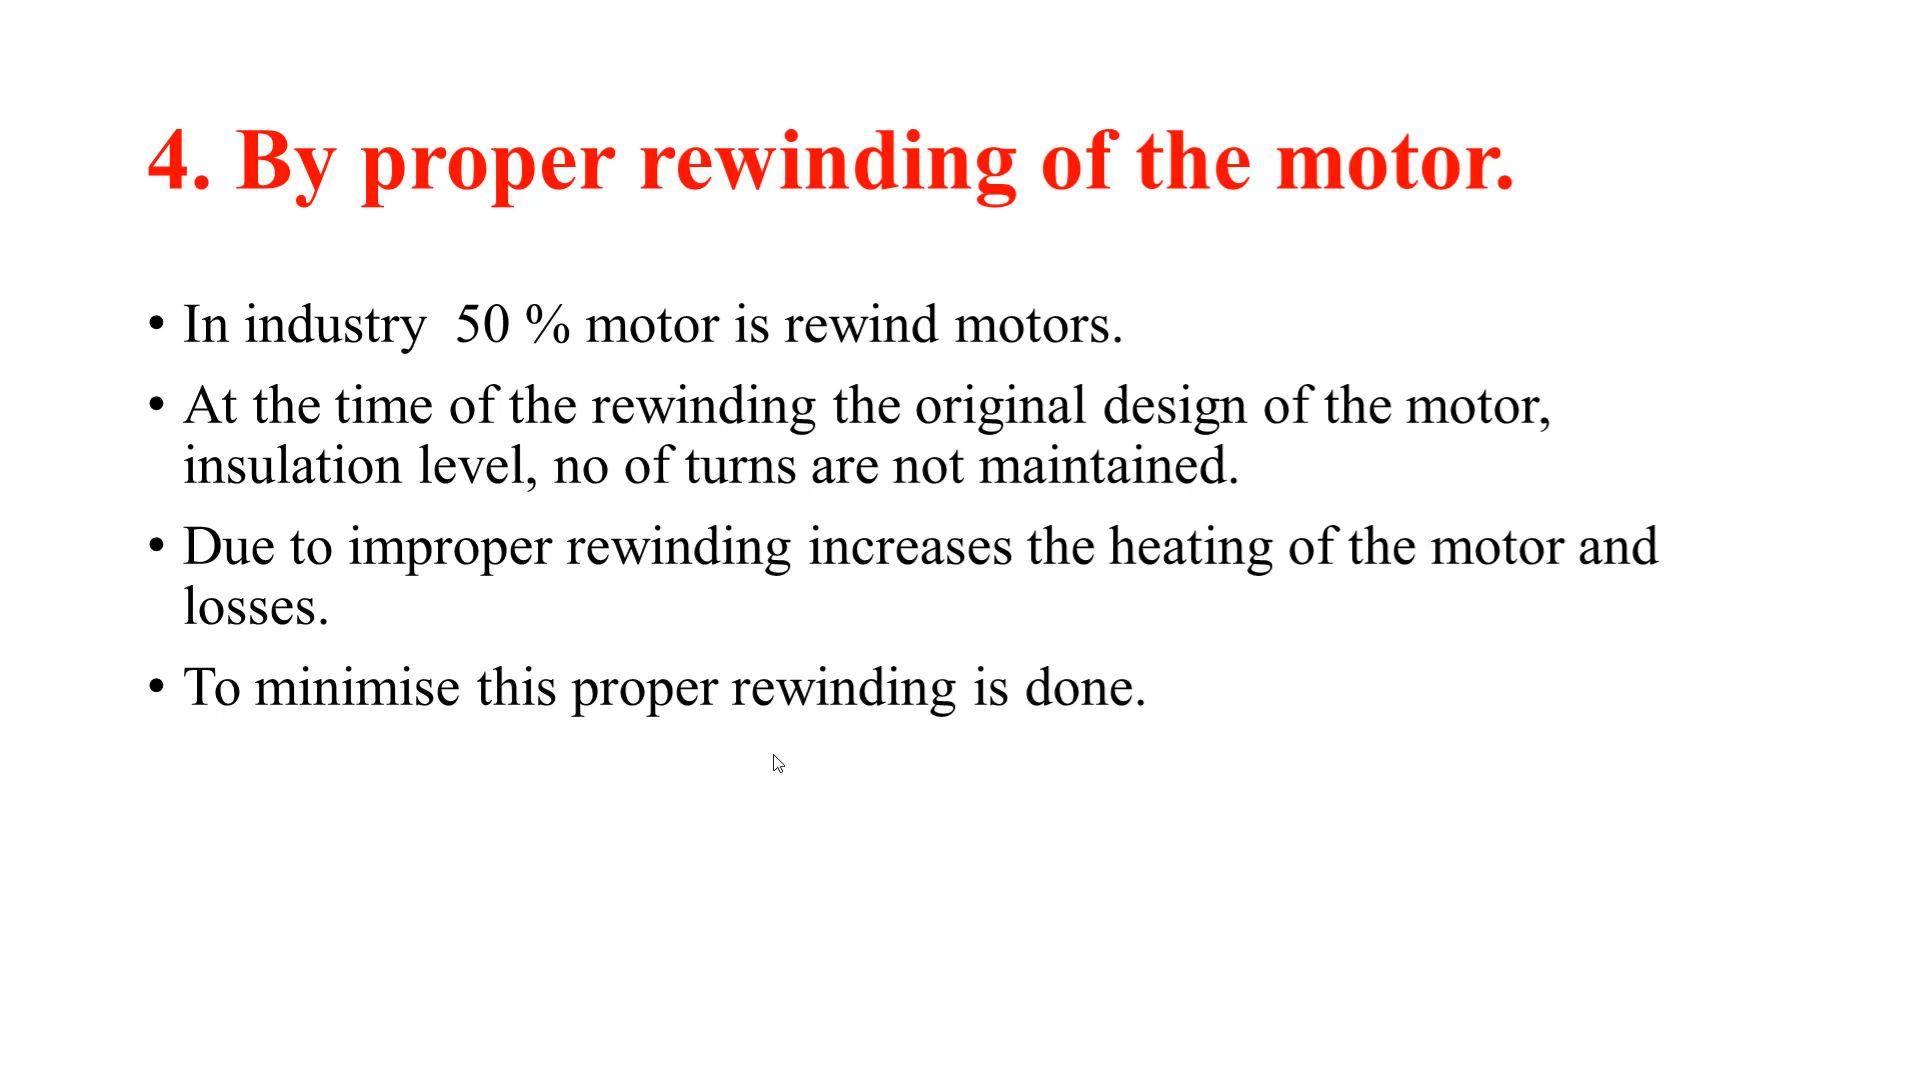 4. By proper rewinding of the motor.
• In industry  50 % motor is rewind motors.
• At the time of the rewinding the original design of the motor,
insulation level, no of turns are not maintained.
• Due to improper rewinding increases the heating of the motor and
losses.
• To minimise this proper rewinding is done.